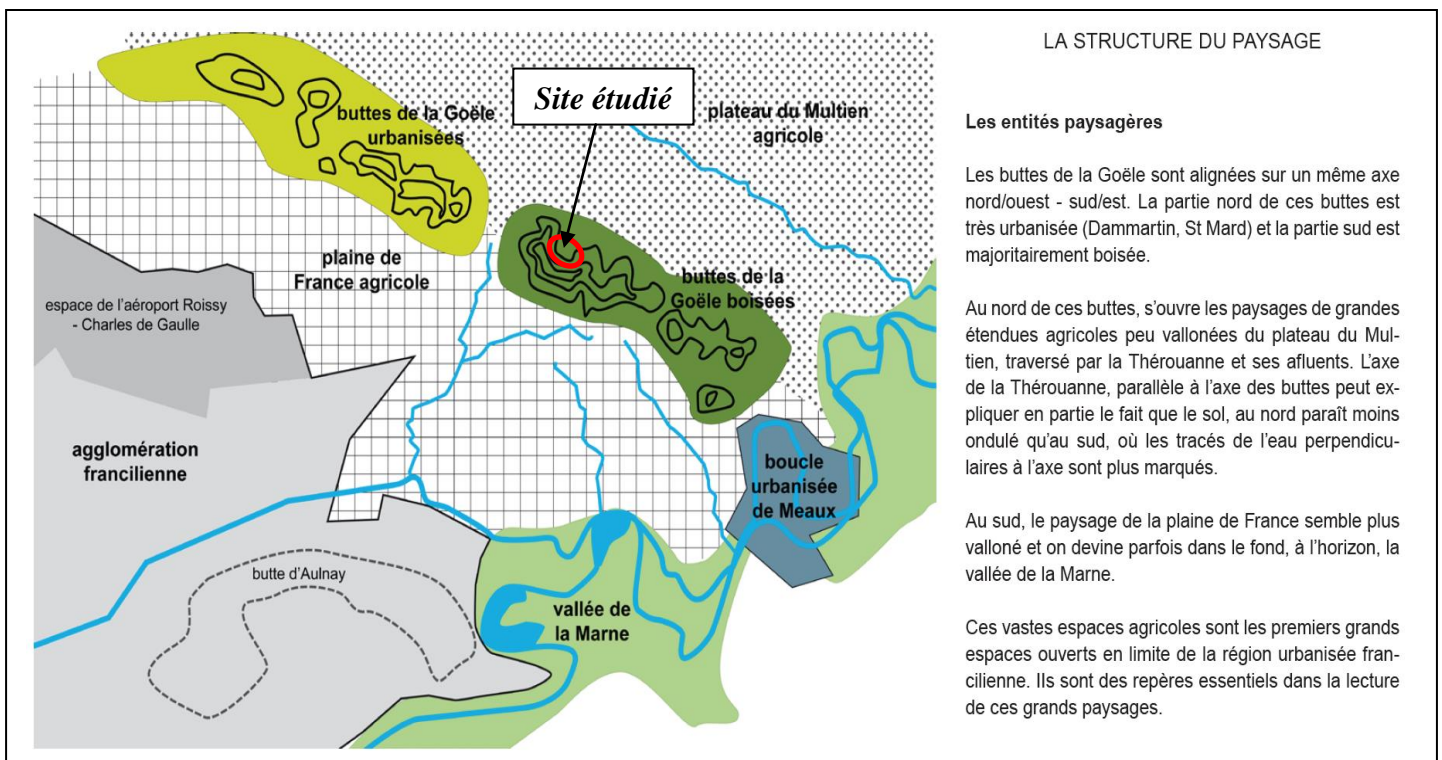 LA STRUCTURE DU PAYSAGE
Site étudié
buttes de la Goële
urbanisées
plateau du Multien
agricole
plaine de
France agricole
buttes de la
Goële boisées
espace de l'aéroport Roissy
- Charles de Gaulle
agglomération
francilienne
boucle
urbanisée
de Meaux
butte d'Aulnay
vallée de
la Marne
Les entités paysagères
Les buttes de la Goële sont alignées sur un même axe
nord/ouest - sud/est. La partie nord de ces buttes est
très urbanisée (Dammartin, St Mard) et la partie sud est
majoritairement boisée.
Au nord de ces buttes, s'ouvre les paysages de grandes
étendues agricoles peu vallonées du plateau du Mul-
tien, traversé par la Thérouanne et ses afluents. L'axe
de la Thérouanne, parallèle à l'axe des buttes peut ex-
pliquer en partie le fait que le sol, au nord paraît moins
ondulé qu'au sud, où les tracés de l'eau perpendicu-
laires à l'axe sont plus marqués.
Au sud, le paysage de la plaine de France semble plus
valloné et on devine parfois dans le fond, à l'horizon, la
vallée de la Marne.
Ces vastes espaces agricoles sont les premiers grands
espaces ouverts en limite de la région urbanisée fran-
cilienne. Ils sont des repères essentiels dans la lecture
de ces grands paysages.